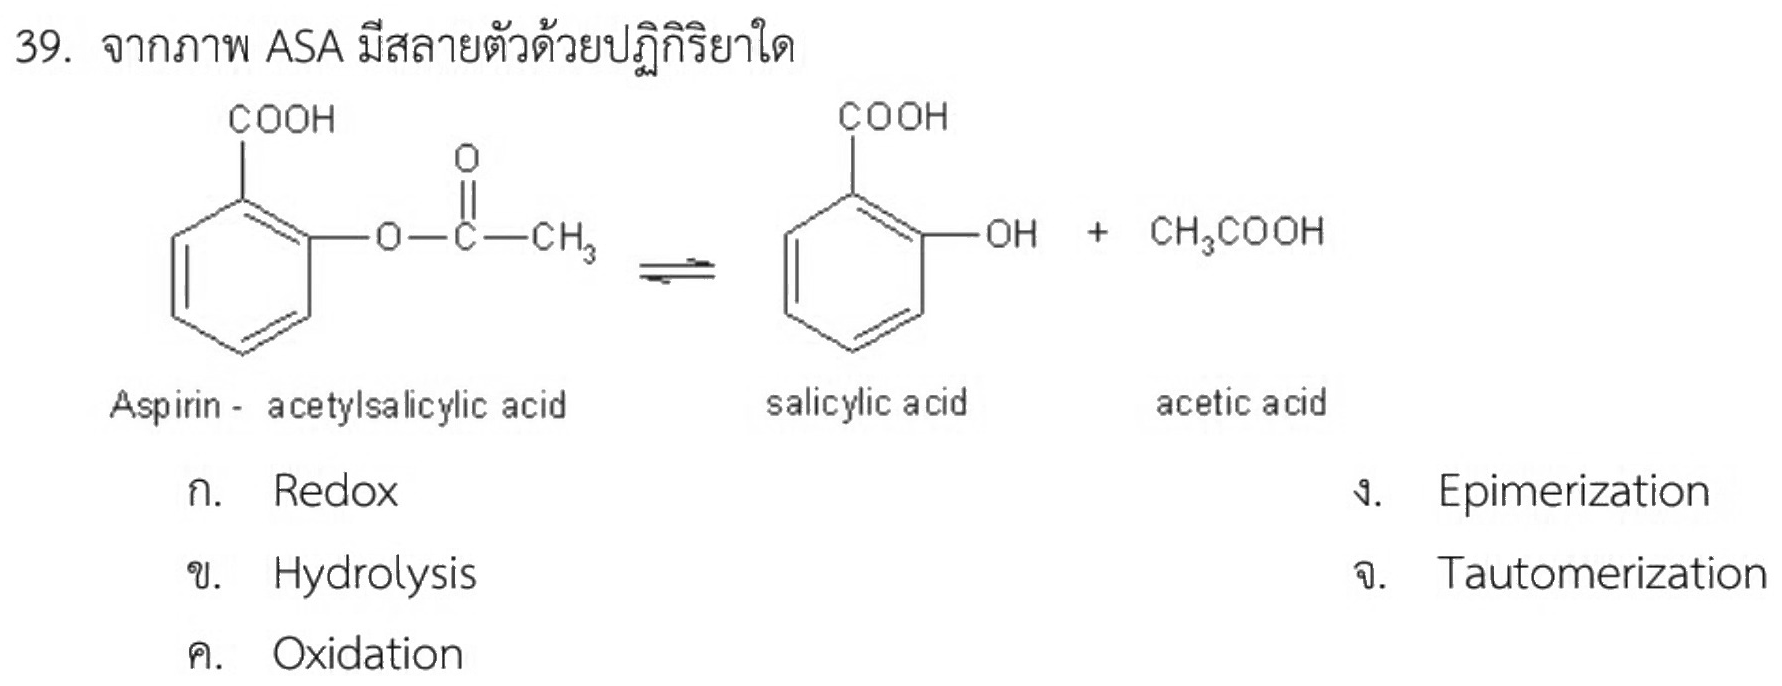 39. จากภาพ ASA มีสลายตัวด้วยปฏิกิริยาใด
COOH
O
O—C—CH3
COOH
OH + CH3COOH
Aspirin - acetylsalicylic acid
salicylic acid
acetic acid
ก. Redox
ข. Hydrolysis
ค. Oxidation
ง. Epimerization
จ. Tautomerization